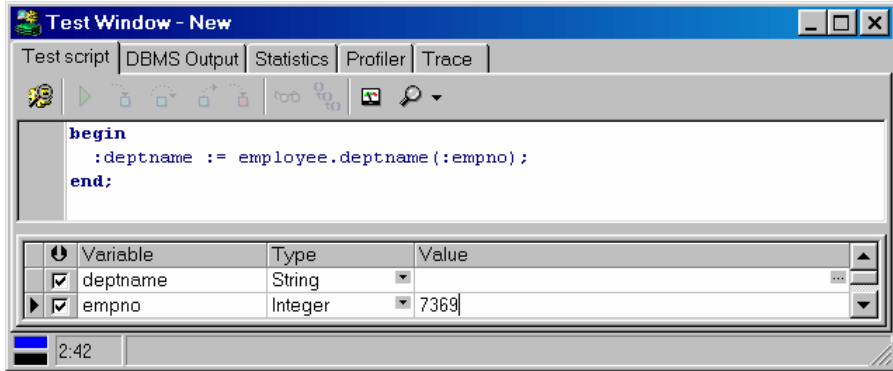 Test Window - New
Test script DBMS Output Statistics Profiler Trace
begin
:deptname := employee.deptname(:empno);
end;
Variable Type Value
deptname String ...
empno Integer 7369
2:42